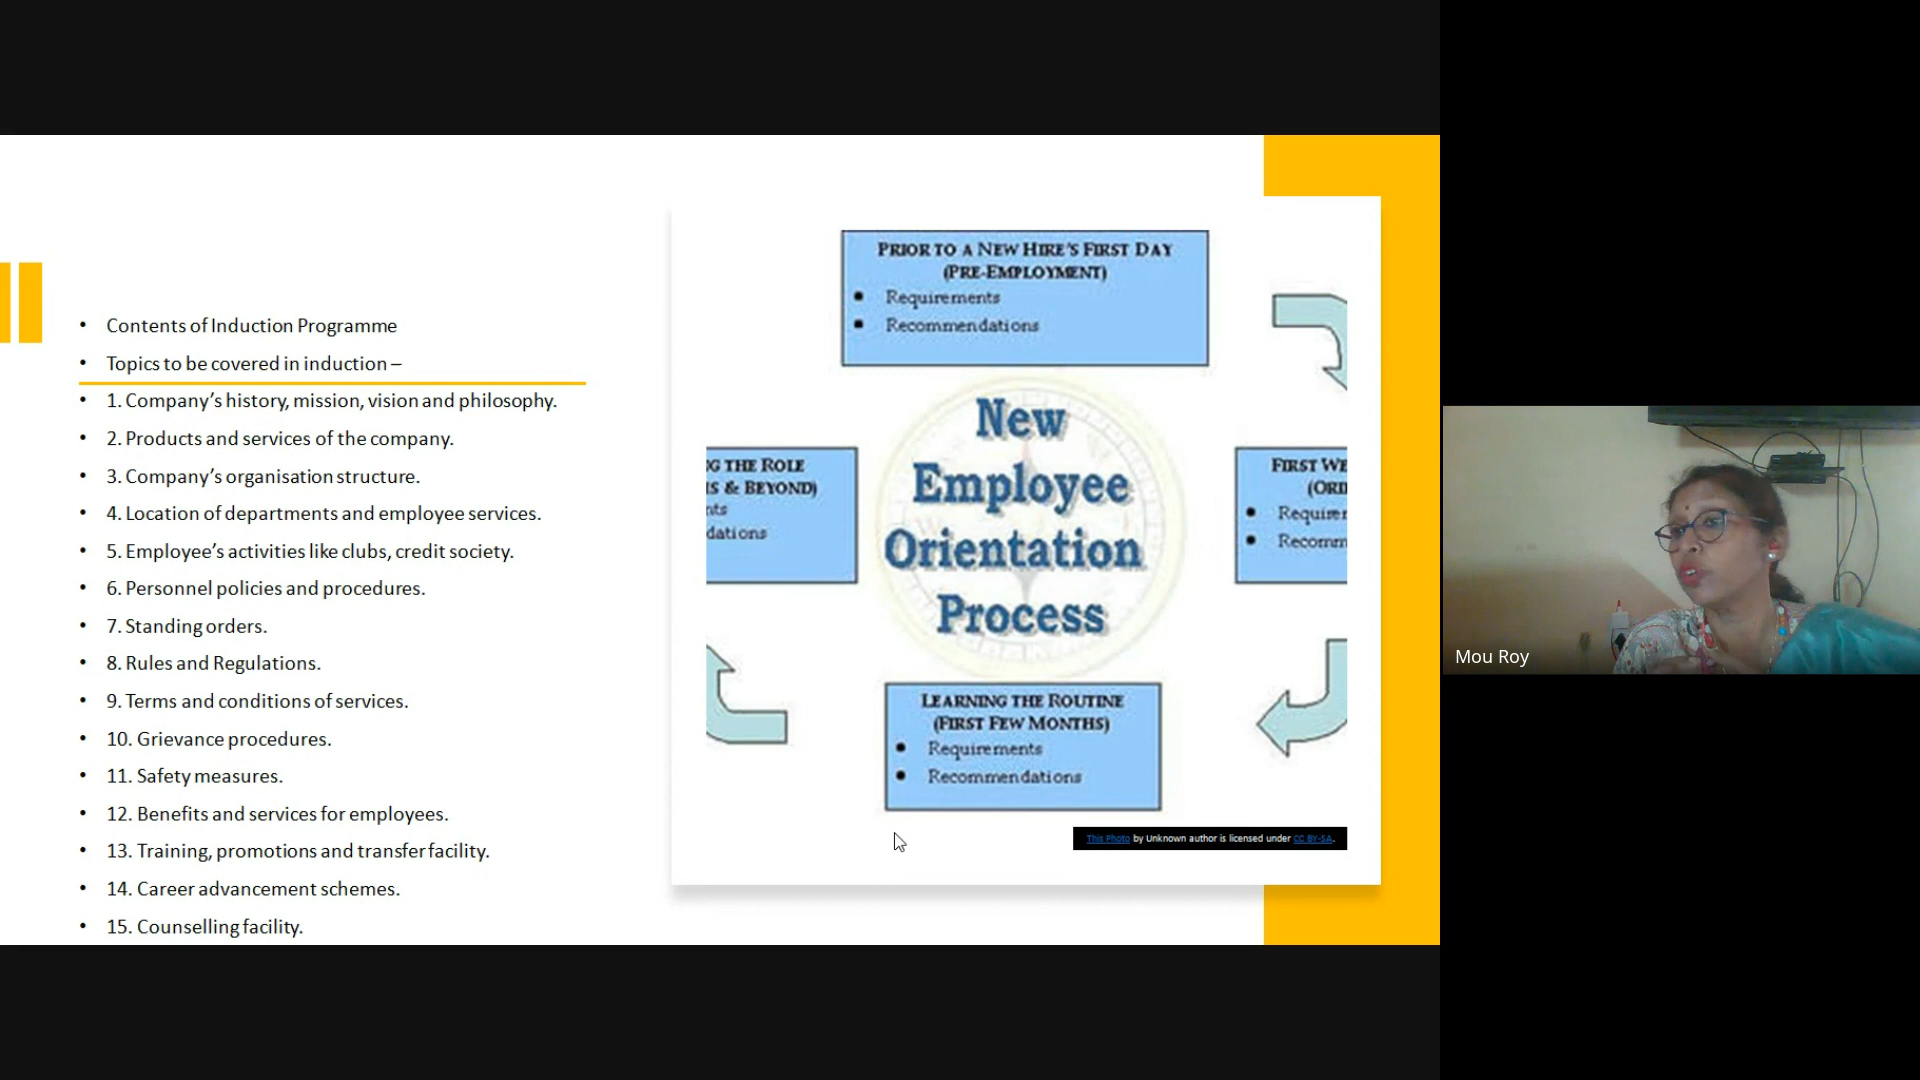 Contents of Induction Programme
Topics to be covered in induction –
1. Company's history, mission, vision and philosophy.
2. Products and services of the company.
3. Company's organisation structure.
4. Location of departments and employee services.
5. Employee's activities like clubs, credit society.
6. Personnel policies and procedures.
7. Standing orders.
8. Rules and Regulations.
9. Terms and conditions of services.
10. Grievance procedures.
11. Safety measures.
12. Benefits and services for employees.
13. Training, promotions and transfer facility.
14. Career advancement schemes.
15. Counselling facility.
PRIOR TO A NEW HIRE'S FIRST DAY
(PRE-EMPLOYMENT)
Requirements
Recommendations
New
Employee
Orientation
Process
THE ROLE
& BEYOND)
FIRST
LEARNING THE ROUTINE
(FIRST FEW MONTHS)
Requirements
Recommendations
This Photo by Unknown author is licensed under CC BY-SA.
Mou Roy